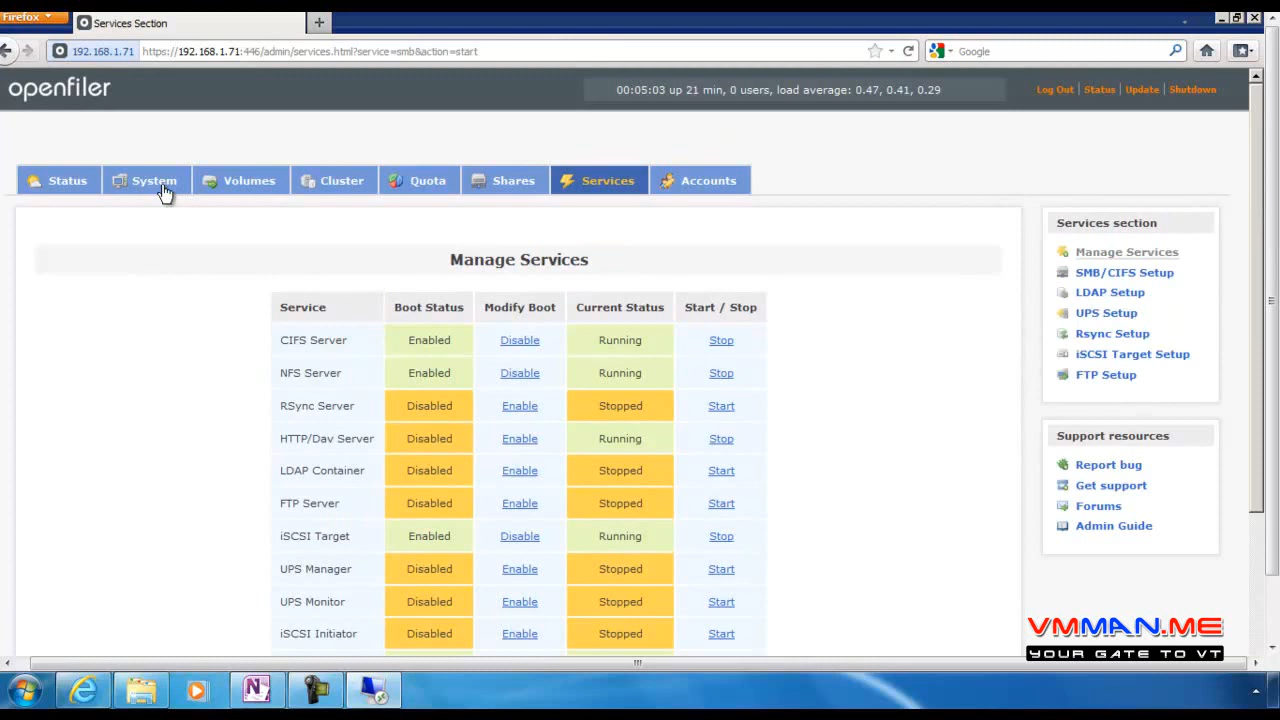 Firefox
Services Section
192.168.1.71 https://192.168.1.71:446/admin/services.html?service=smb&action=start
Google
openfiler
00:05:03 up 21 min, 0 users, load average: 0.47, 0.41, 0.29
Log Out | Status | Update | Shutdown
Status System Volumes Cluster Quota Shares Services Accounts
Manage Services
Service Boot Status Modify Boot Current Status Start / Stop
CIFS Server Enabled Disable Running Stop
NFS Server Enabled Disable Running Stop
RSync Server Disabled Enable Stopped Start
HTTP/Dav Server Disabled Enable Running Stop
LDAP Container Disabled Enable Stopped Start
FTP Server Disabled Enable Stopped Start
iSCSI Target Enabled Disable Running Stop
UPS Manager Disabled Enable Stopped Start
UPS Monitor Disabled Enable Stopped Start
iSCSI Initiator Disabled Enable Stopped Start
Services section
Manage Services
SMB/CIFS Setup
LDAP Setup
UPS Setup
Rsync Setup
iSCSI Target Setup
FTP Setup
Support resources
Report bug
Get support
Forums
Admin Guide
VMMAN.ME
YOUR GATE TO VT